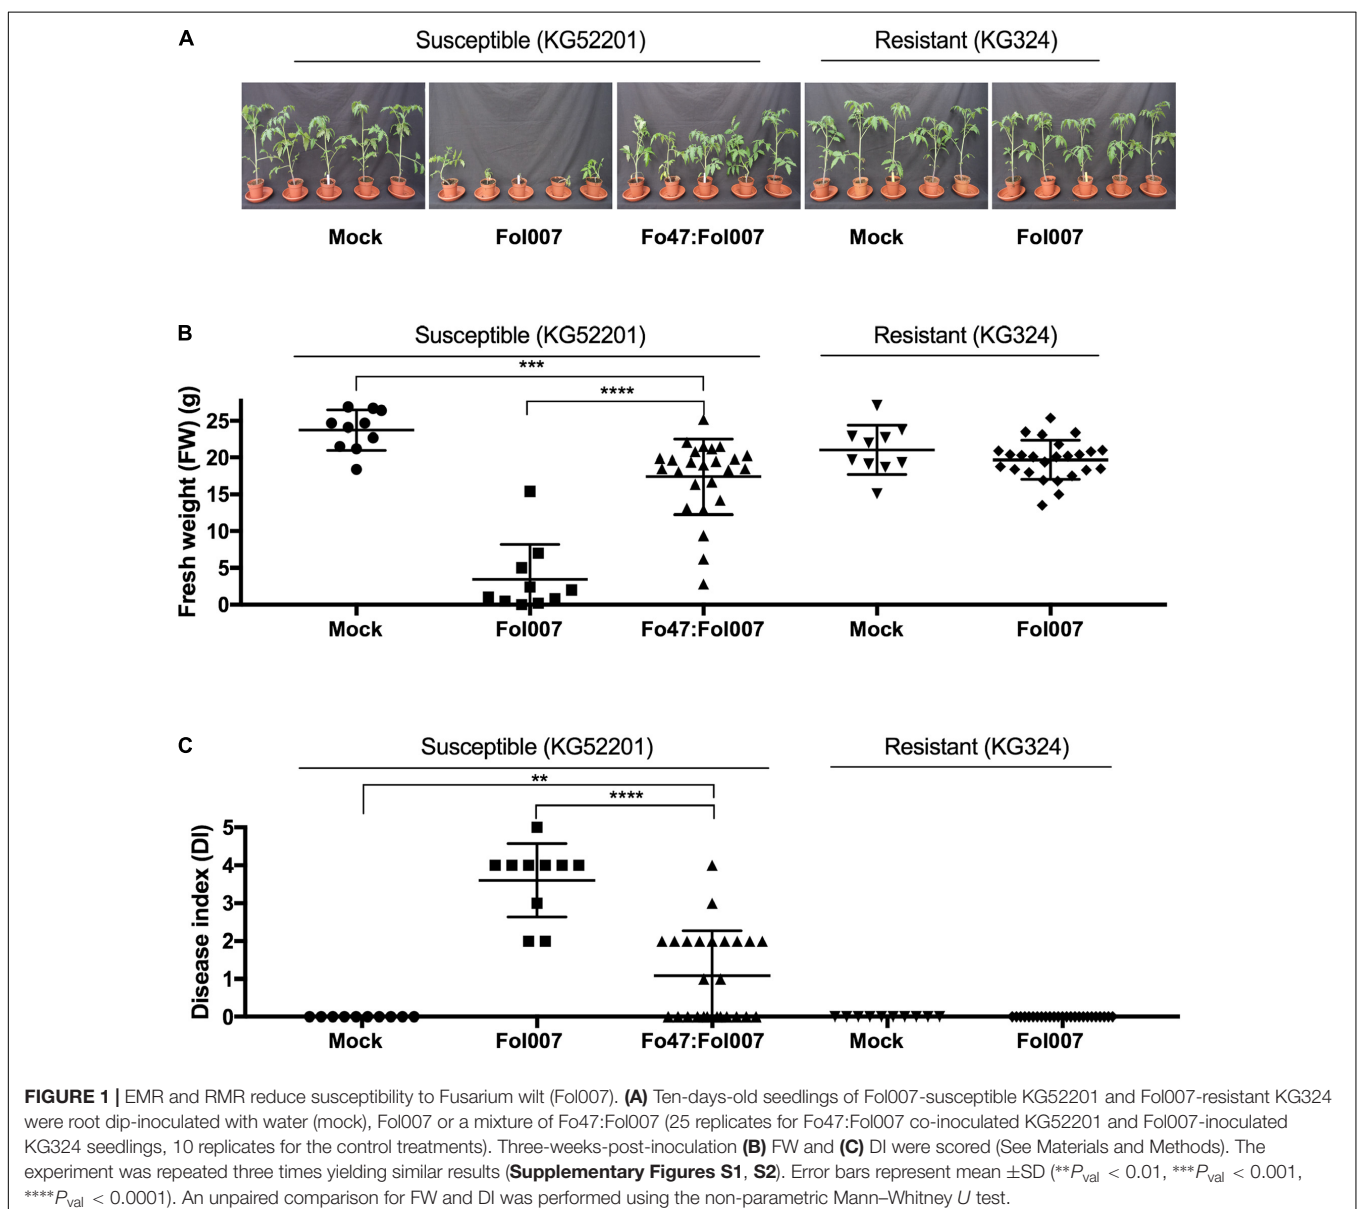 A
Susceptible (KG52201)
Resistant (KG324)
Mock
Fol007
Fo47:Fol007
Mock
Fol007
B
Susceptible (KG52201)
Resistant (KG324)
***
****
Fresh weight (FW) (g)
25
20
15
10
5
0
Mock
Fol007
Fo47:Fol007
Mock
Fol007
C
Susceptible (KG52201)
Resistant (KG324)
**
****
Disease index (DI)
5
4
3
2
1
0
Mock
Fol007
Fo47:Fol007
Mock
Fol007
FIGURE 1 | EMR and RMR reduce susceptibility to Fusarium wilt (Fol007). (A) Ten-days-old seedlings of Fol007-susceptible KG52201 and Fol007-resistant KG324
were root dip-inoculated with water (mock), Fol007 or a mixture of Fo47:Fol007 (25 replicates for Fo47:Fol007 co-inoculated KG52201 and Fol007-inoculated
KG324 seedlings, 10 replicates for the control treatments). Three-weeks-post-inoculation (B) FW and (C) DI were scored (See Materials and Methods). The
experiment was repeated three times yielding similar results (Supplementary Figures S1, S2). Error bars represent mean ±SD (**Pval < 0.01, ***Pval < 0.001,
****Pval < 0.0001). An unpaired comparison for FW and DI was performed using the non-parametric Mann–Whitney U test.